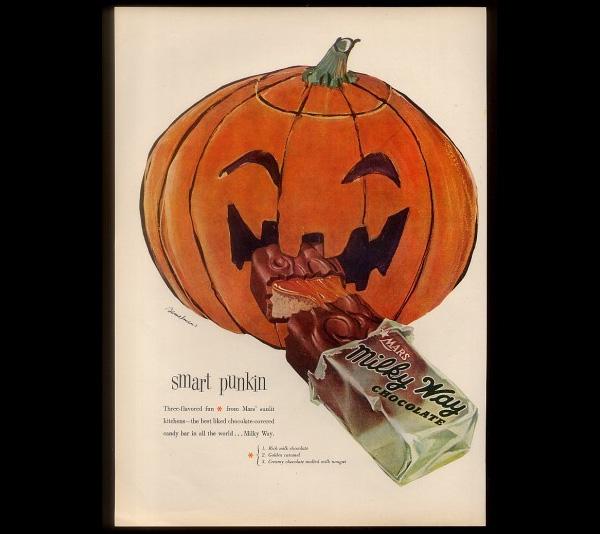 MARS
Milky Way
CHOCOLATE
smart punkin
Three-flavored fun * from Mars' sunlit
kitchens—the best liked chocolate-covered
candy bar in all the world . . . Milky Way.
* { 1. Rich milk chocolate
2. Golden caramel
3. Creamy chocolate malted milk nougat